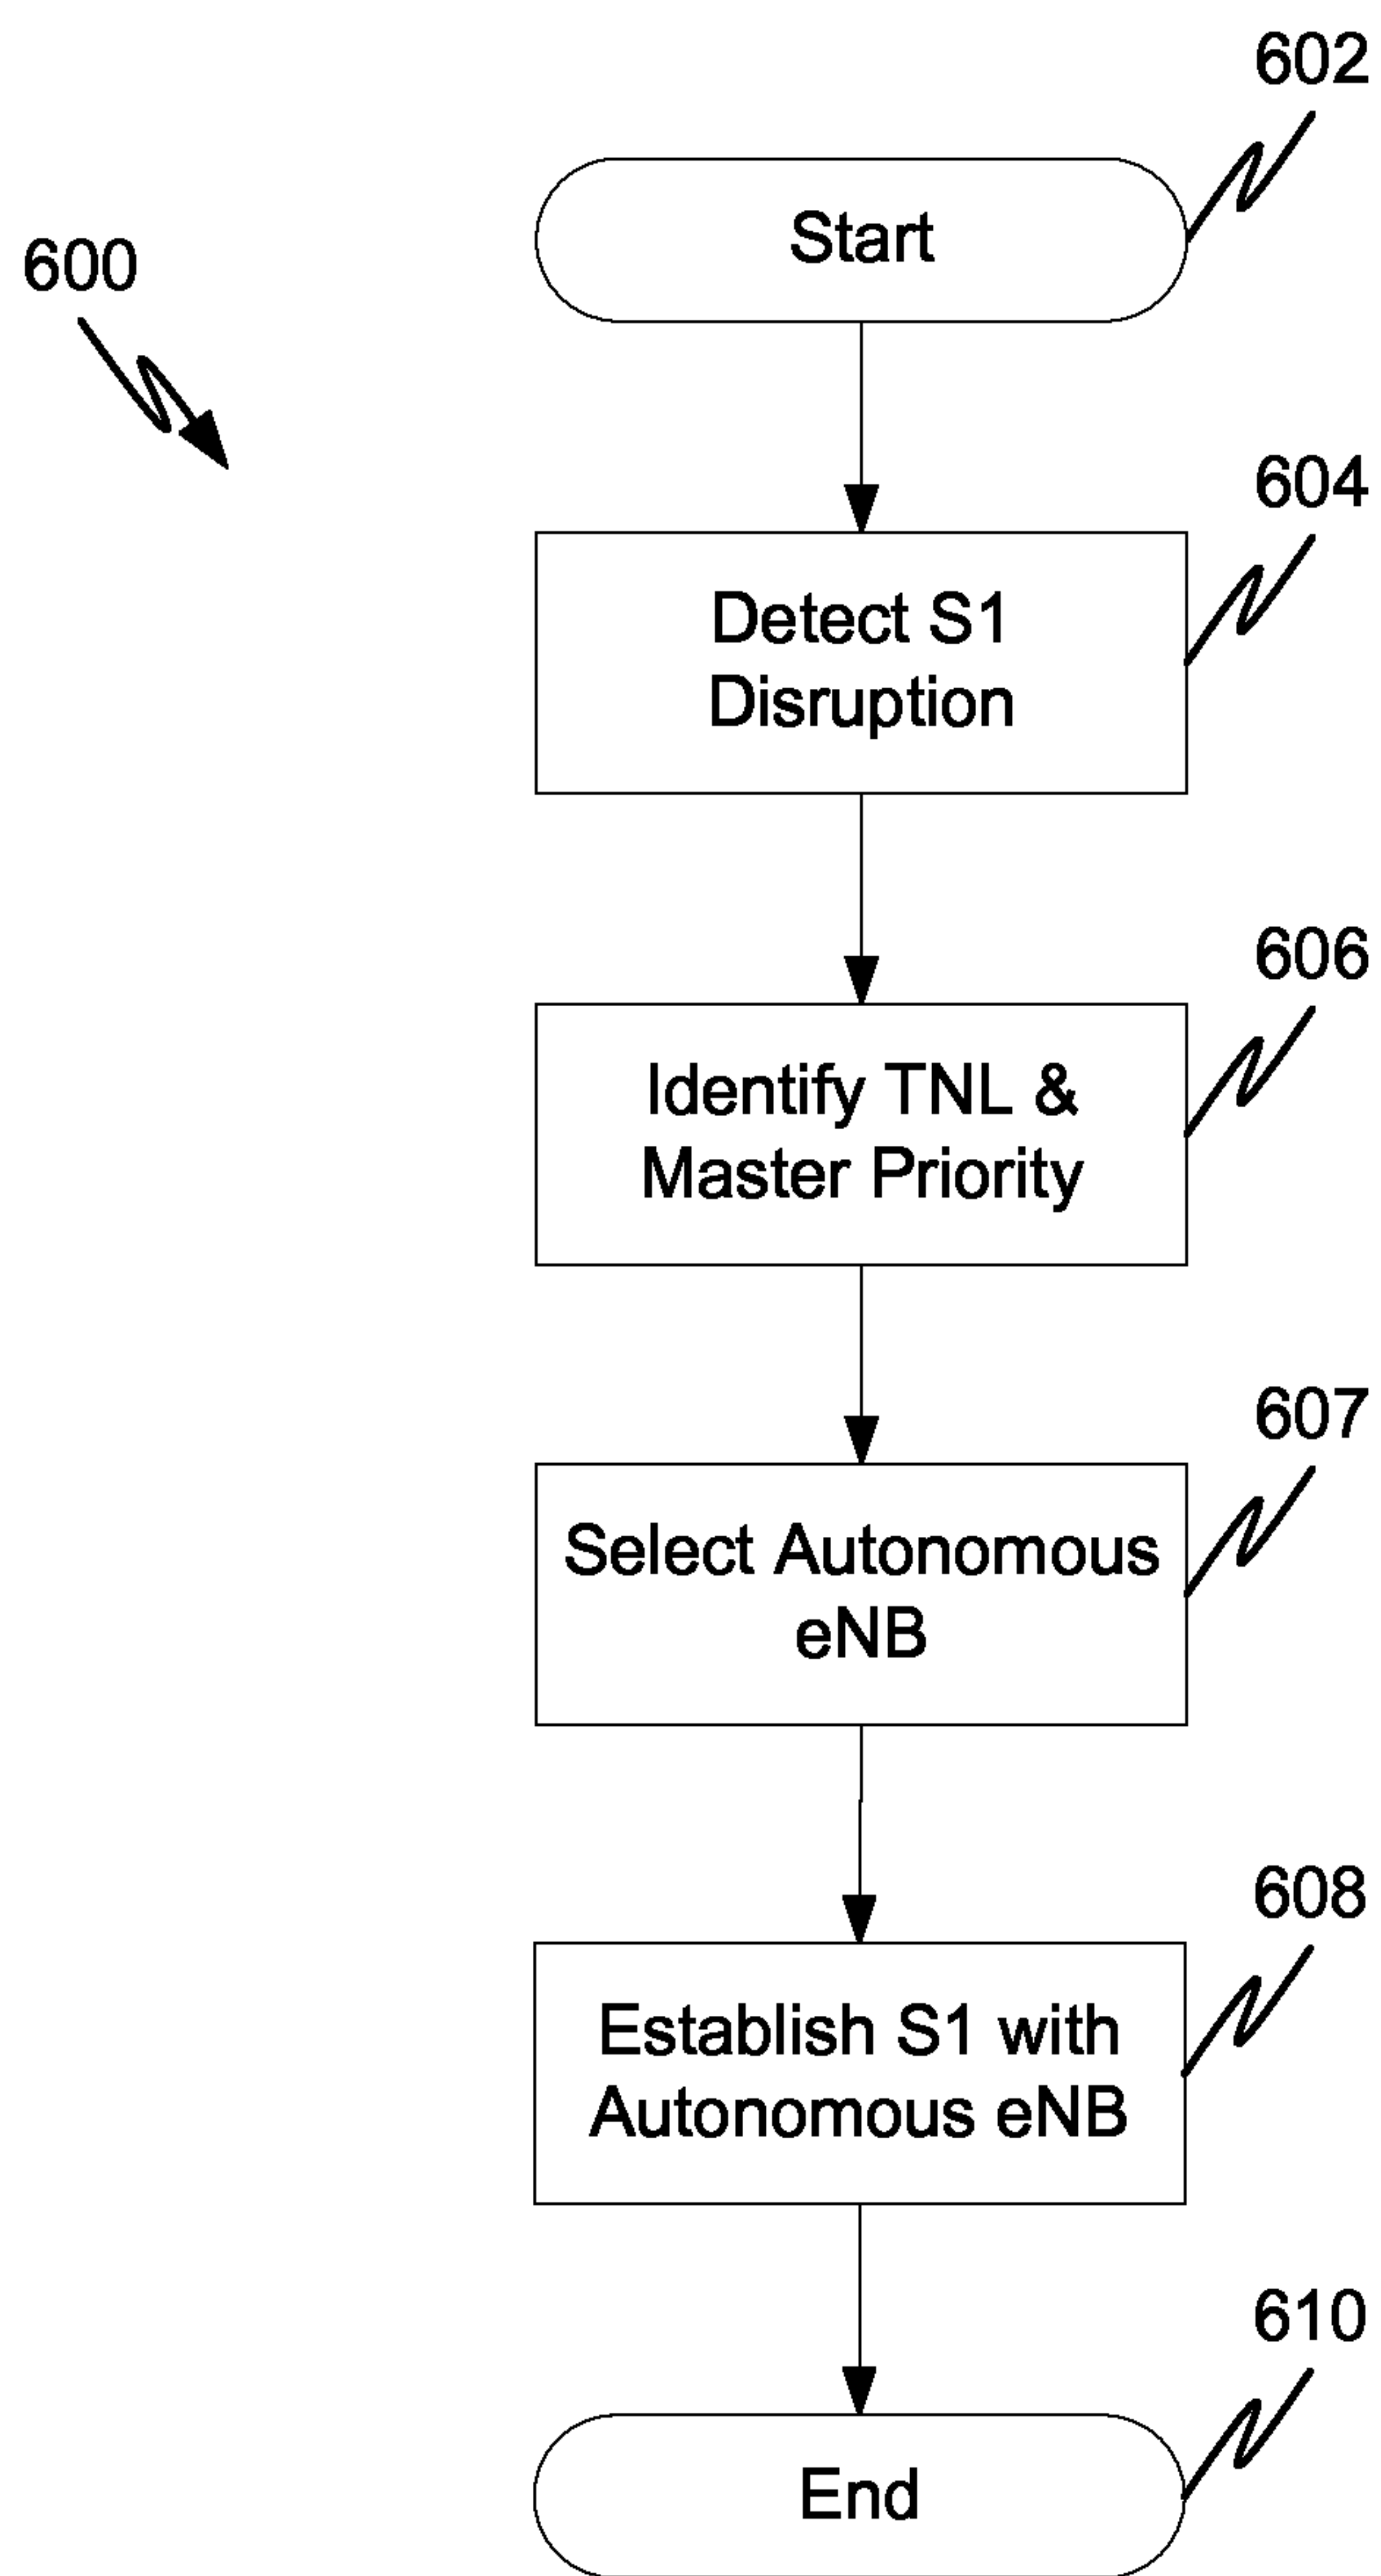 602
Start
600
604
Detect S1
Disruption
606
Identify TNL &
Master Priority
607
Select Autonomous
eNB
608
Establish S1 with
Autonomous eNB
610
End